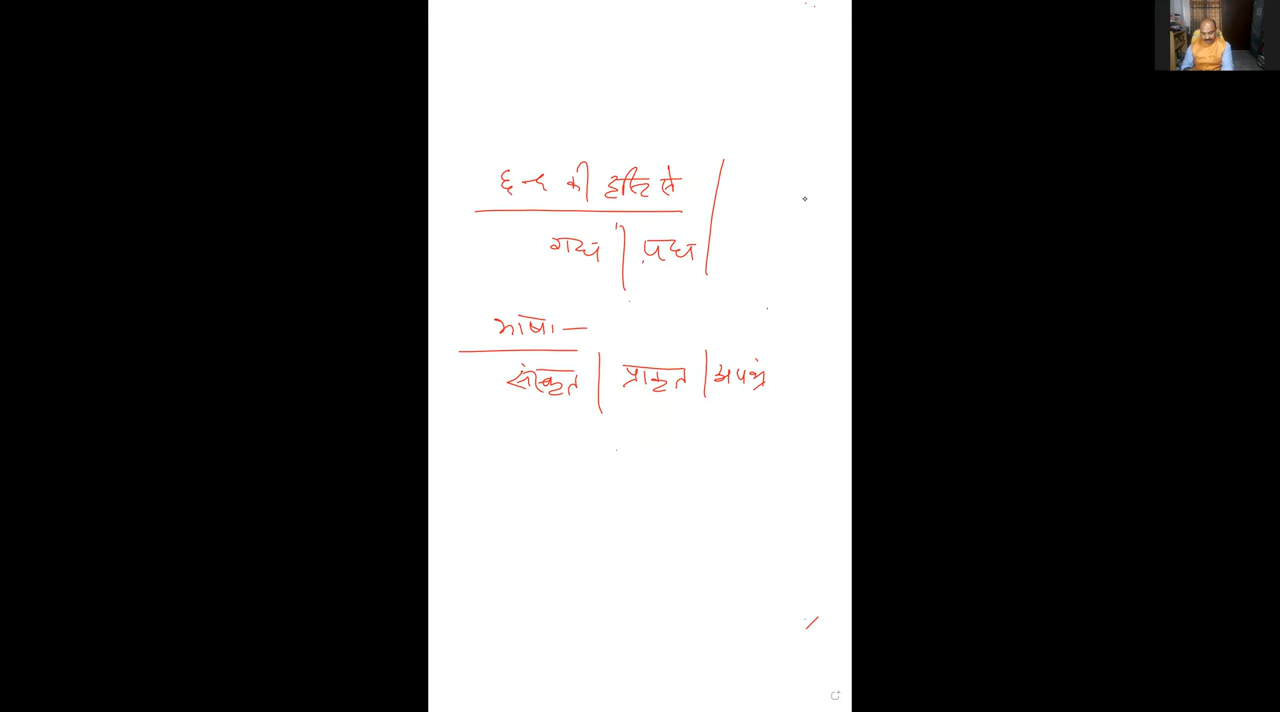 छन्द की दृष्टि से
गद्य | पद्य |
भाषा —
संस्कृत | प्राकृत | अपभ्रं